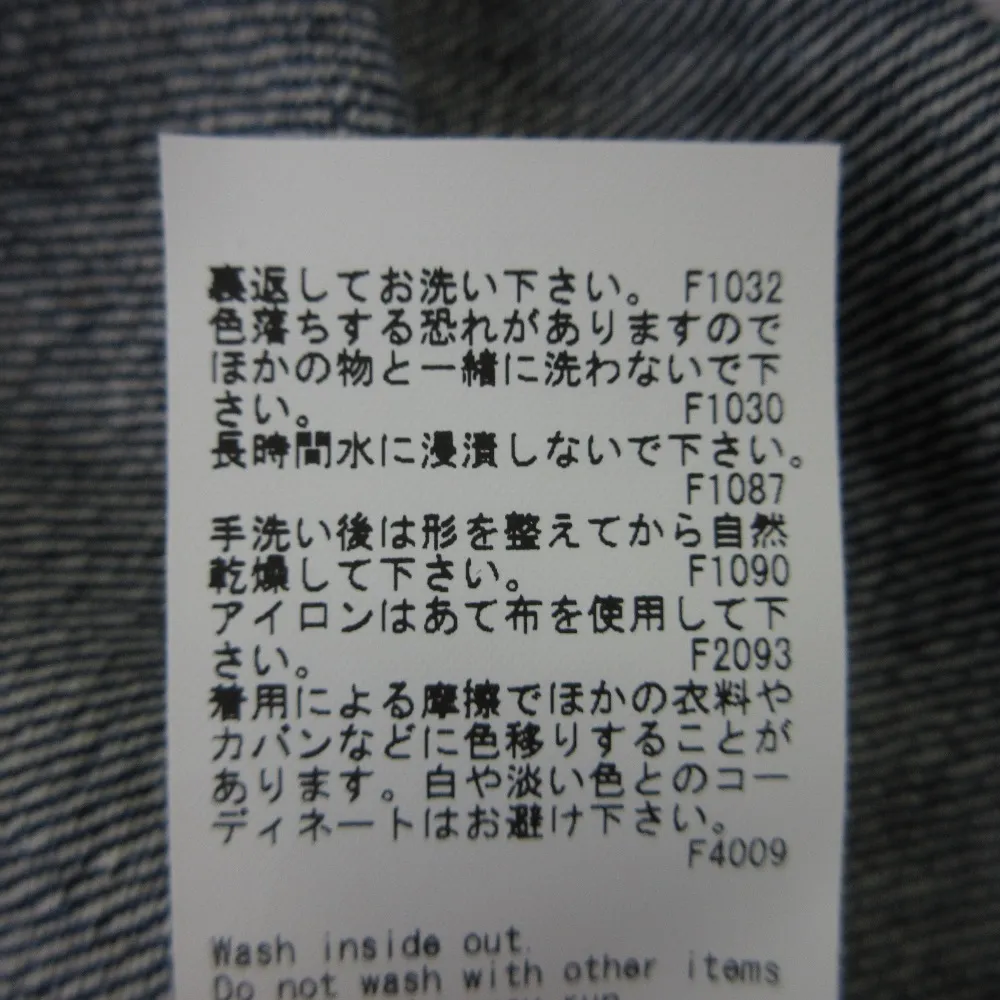 裏返してお洗い下さい。 F1032
色落ちする恐れがありますので
ほかの物と一緒に洗わないで下
さい。 F1030
長時間水に浸漬しないで下さい。
F1087
手洗い後は形を整えてから自然
乾燥して下さい。 F1090
アイロンはあて布を使用して下
さい。 F2093
着用による摩擦でほかの衣料や
カバンなどに色移りすることが
あります。白や淡い色とのコー
ディネートはお避け下さい。
F4009
Wash inside out.
Do not wash with other items
run